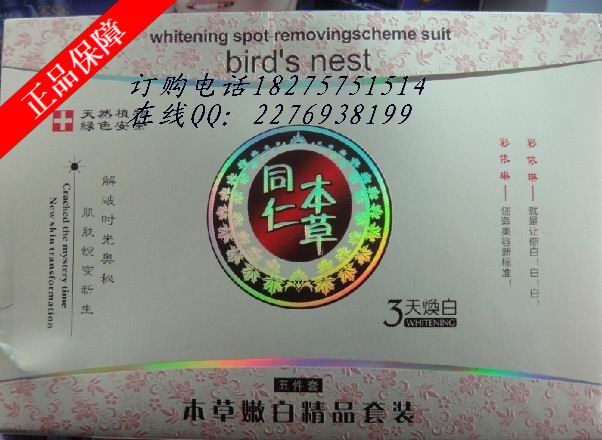 正品保障
whitening spot-removingscheme suit
bird's nest
订购电话18275751514
在线QQ: 2276938199
天然植萃
绿色安全
解破时光奥秘
肌肤蜕变新生
Cracked the mystery time
New skin transformation
同仁
本草
彩依琳——就是让你白!白!白!
彩依琳——创造美容新标准!
3天焕白
WHITENING
五件套
本草嫩白精品套装